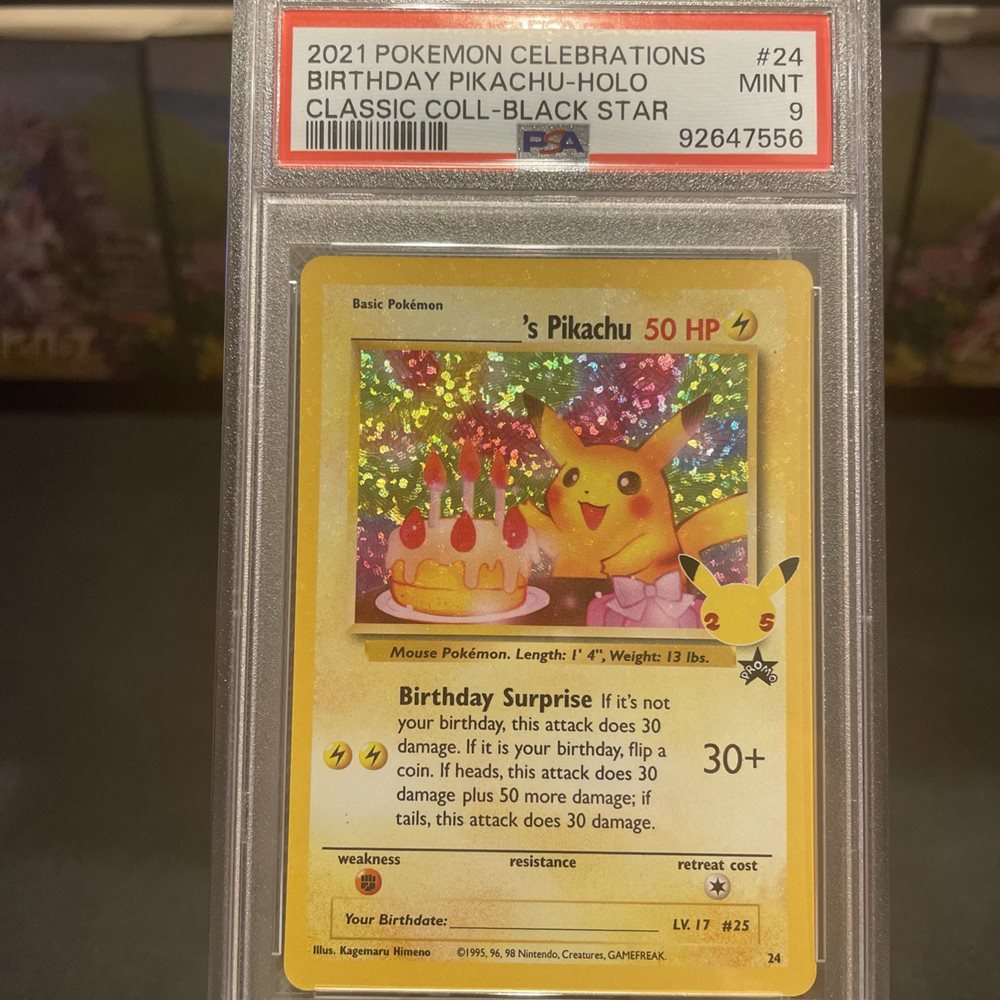 2021 POKEMON CELEBRATIONS #24
BIRTHDAY PIKACHU-HOLO MINT
CLASSIC COLL-BLACK STAR 9
PSA 92647556
Basic Pokémon
____________'s Pikachu 50 HP
2 5
Mouse Pokémon. Length: 1' 4", Weight: 13 lbs.
PROMO
Birthday Surprise If it's not
your birthday, this attack does 30
damage. If it is your birthday, flip a
coin. If heads, this attack does 30
damage plus 50 more damage; if
tails, this attack does 30 damage.
30+
weakness resistance retreat cost
Your Birthdate:____________ LV. 17 #25
Illus. Kagemaru Himeno ©1995, 96, 98 Nintendo, Creatures, GAMEFREAK. 24